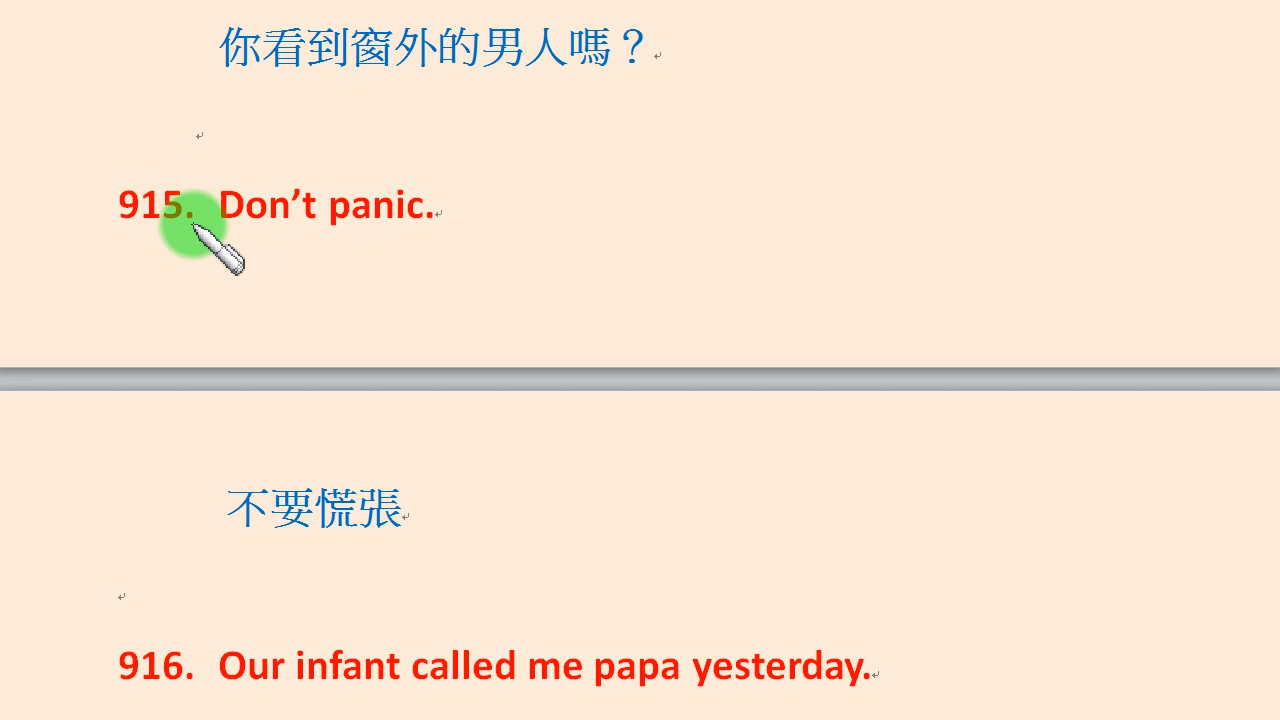 你看到窗外的男人嗎？
915. Don’t panic.
不要慌張
916. Our infant called me papa yesterday.